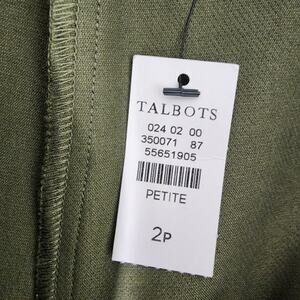 TALBOTS
024 02 00
350071 87
55651905
PETITE
2P